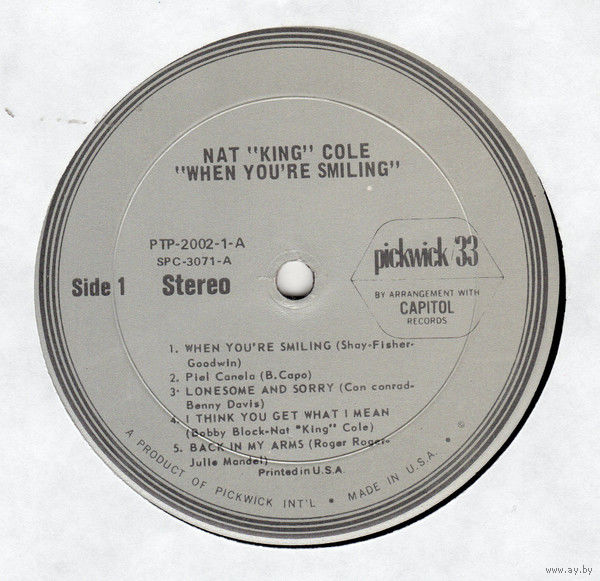 NAT "KING" COLE
"WHEN YOU'RE SMILING"
PTP-2002-1-A
SPC-3071-A
Side 1 Stereo
pickwick/33
BY ARRANGEMENT WITH
CAPITOL
RECORDS
1. WHEN YOU'RE SMILING (Shay-Fisher-
Goodwin)
2. Piel Canela (B.Capo)
3. LONESOME AND SORRY (Con conrad-
Benny Davis)
4. I THINK YOU GET WHAT I MEAN
(Bobby Block-Nat "King" Cole)
5. BACK IN MY ARMS (Roger Roger-
Julie Mandel)
Printed in U.S.A.
A PRODUCT OF PICKWICK INT'L • MADE IN U.S.A. • ©
www.ay.by